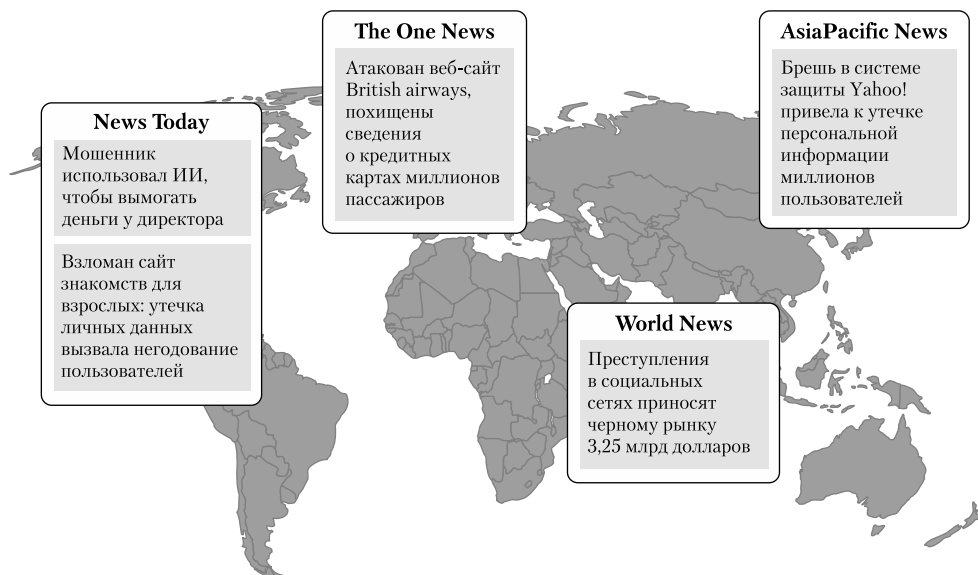 The One News
Атакован веб-сайт
British airways,
похищены
сведения
о кредитных
картах миллионов
пассажиров
AsiaPacific News
Брешь в системе
защиты Yahoo!
привела к утечке
персональной
информации
миллионов
пользователей
News Today
Мошенник
использовал ИИ,
чтобы вымогать
деньги у директора
Взломан сайт
знакомств для
взрослых: утечка
личных данных
вызвала негодование
пользователей
World News
Преступления
в социальных
сетях приносят
черному рынку
3,25 млрд долларов